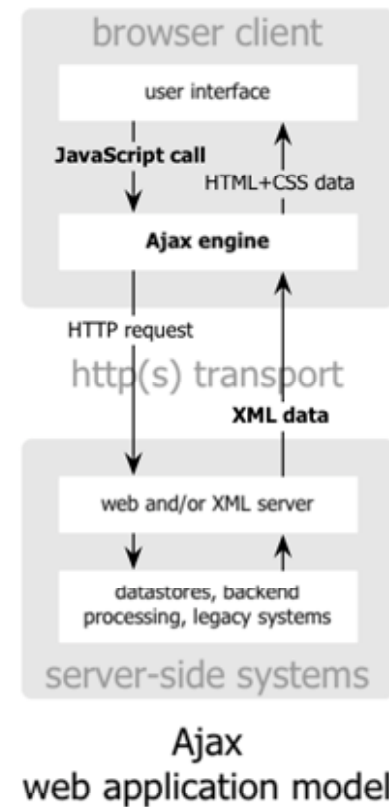 browser client
user interface
JavaScript call
HTML+CSS data
Ajax engine
HTTP request
http(s) transport
XML data
web and/or XML server
datastores, backend
processing, legacy systems
server-side systems
Ajax
web application model